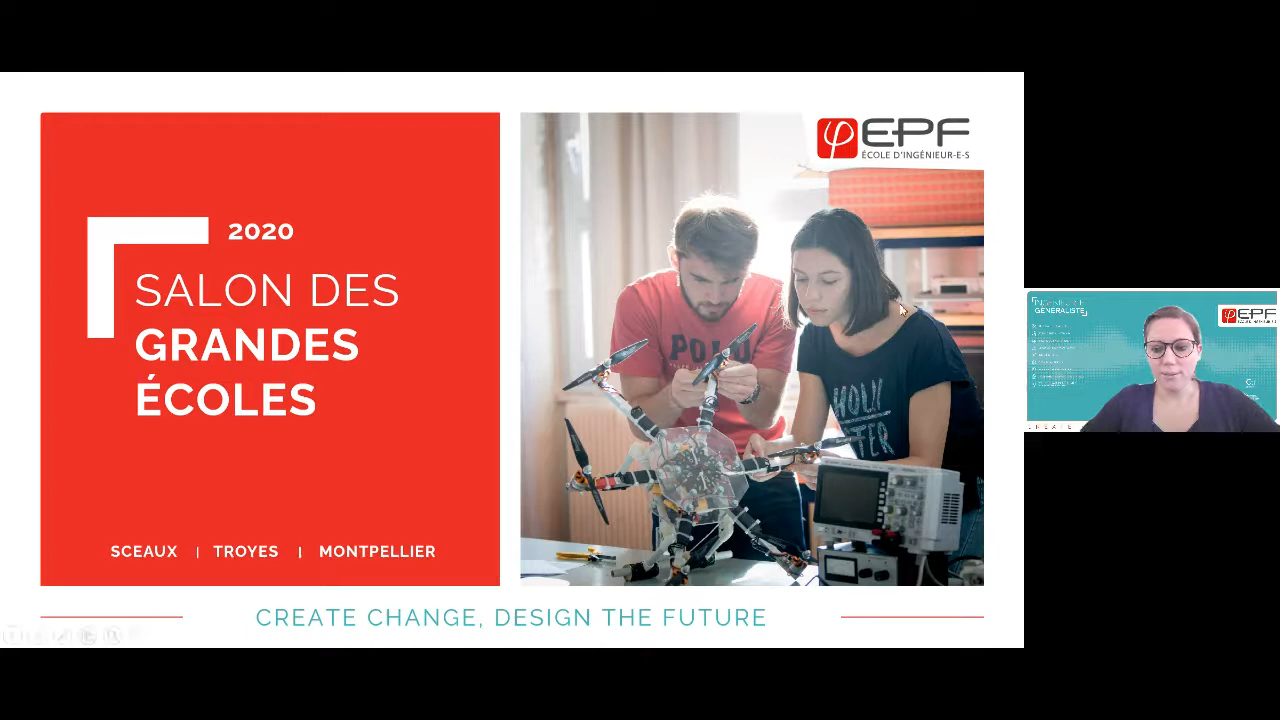 2020
SALON DES
GRANDES
ÉCOLES
SCEAUX | TROYES | MONTPELLIER
CREATE CHANGE, DESIGN THE FUTURE
EPF
ÉCOLE D'INGÉNIEUR-E-S
POLO
GÉNÉRALISTE
EPF
CREATE